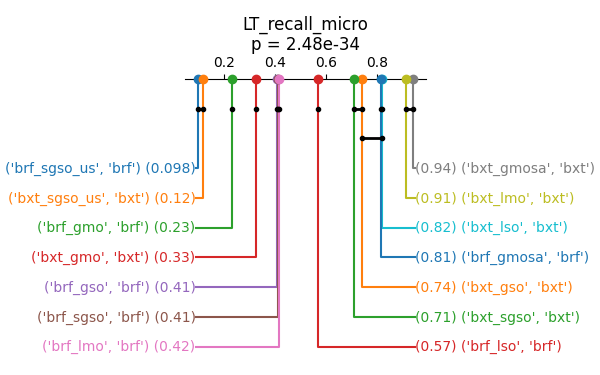 LT_recall_micro
p = 2.48e-34
0.2 0.4 0.6 0.8
('brf_sgso_us', 'brf') (0.098) (0.94) ('bxt_gmosa', 'bxt')
('bxt_sgso_us', 'bxt') (0.12) (0.91) ('bxt_lmo', 'bxt')
('brf_gmo', 'brf') (0.23) (0.82) ('bxt_lso', 'bxt')
('bxt_gmo', 'bxt') (0.33) (0.81) ('brf_gmosa', 'brf')
('brf_gso', 'brf') (0.41) (0.74) ('bxt_gso', 'bxt')
('brf_sgso', 'brf') (0.41) (0.71) ('bxt_sgso', 'bxt')
('brf_lmo', 'brf') (0.42) (0.57) ('brf_lso', 'brf')